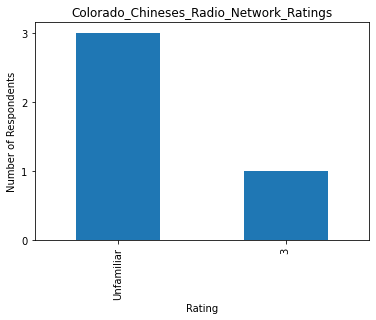 Colorado_Chineses_Radio_Network_Ratings
Number of Respondents
3
2
1
0
Unfamiliar
3
Rating